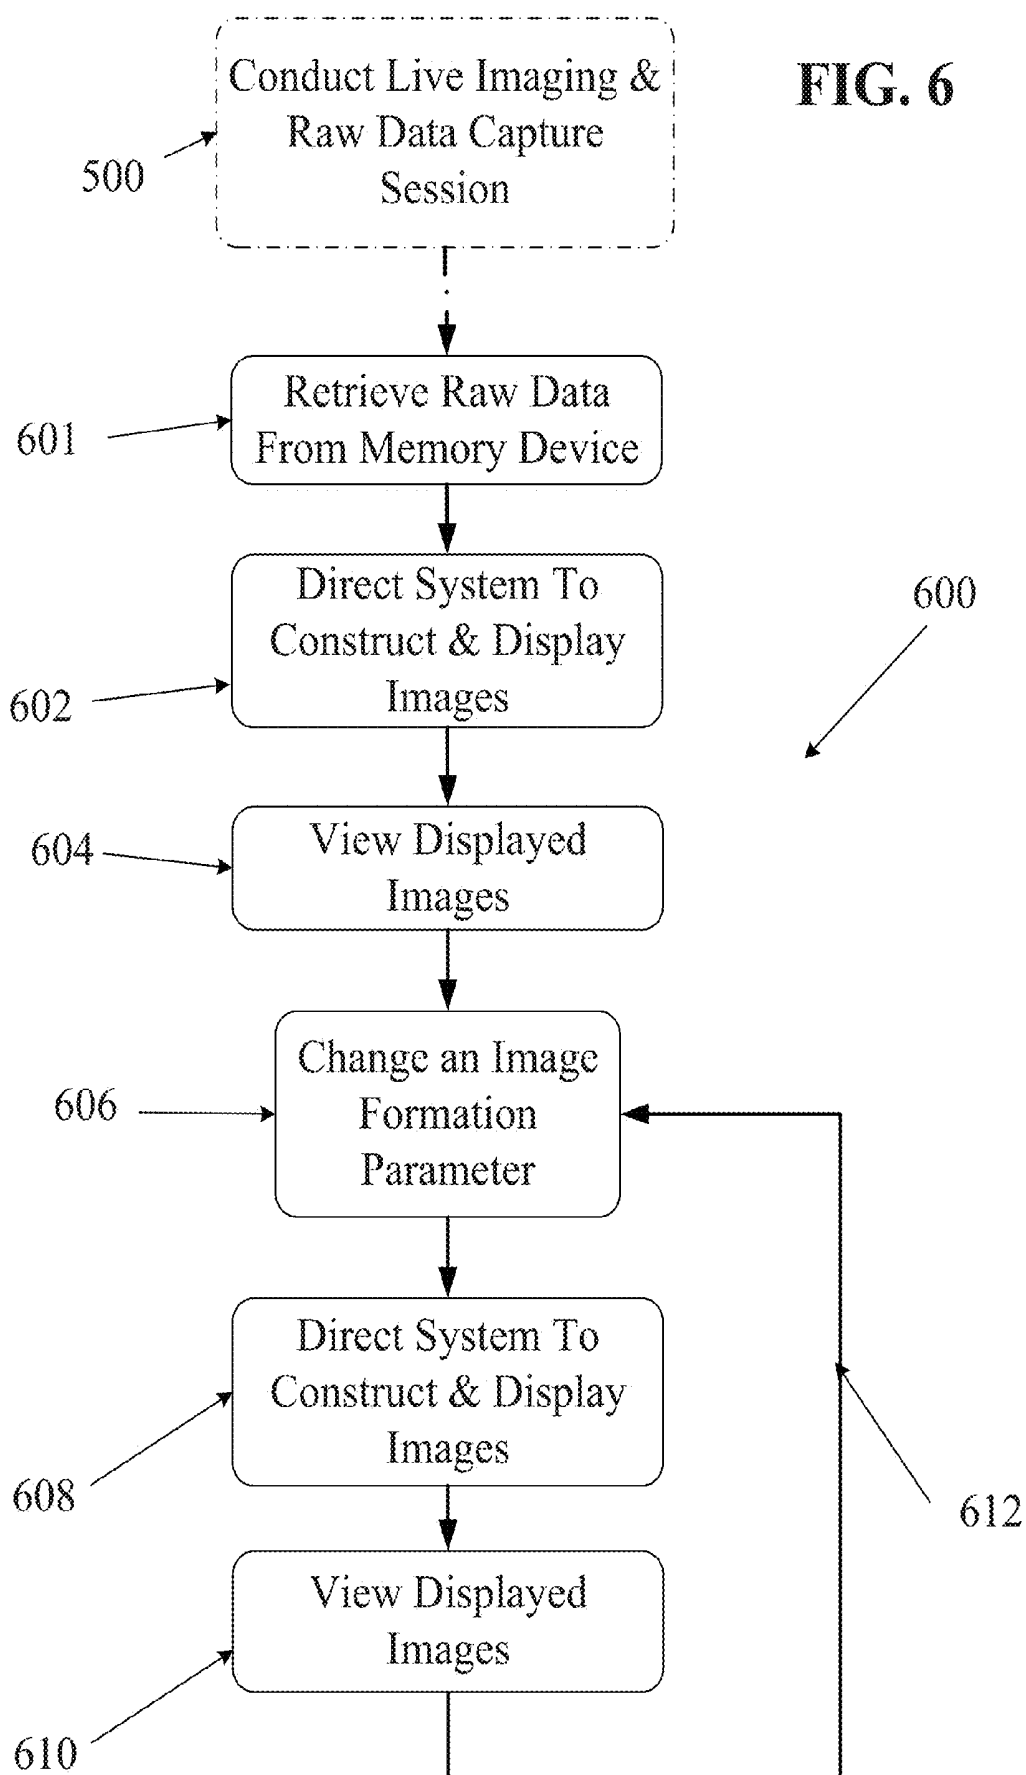 FIG. 6
Conduct Live Imaging &
Raw Data Capture
Session
500
Retrieve Raw Data
From Memory Device
601
Direct System To
Construct & Display
Images
600
602
View Displayed
Images
604
Change an Image
Formation
Parameter
606
Direct System To
Construct & Display
Images
608
612
View Displayed
Images
610